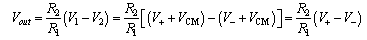 V_out = R_2/R_1 (V_1 − V_2) = R_2/R_1 [(V_+ + V_CM) − (V_− + V_CM)] = R_2/R_1 (V_+ − V_−)